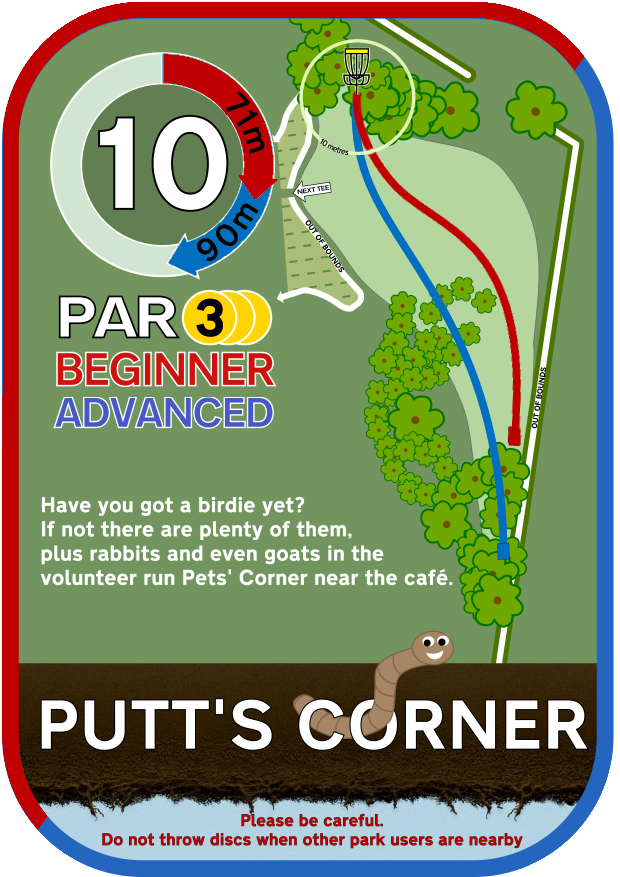 10
71m
90m
10 metres
NEXT TEE
OUT OF BOUNDS
OUT OF BOUNDS
PAR 3
BEGINNER
ADVANCED
Have you got a birdie yet?
If not there are plenty of them,
plus rabbits and even goats in the
volunteer run Pets' Corner near the café.
PUTT'S CORNER
Please be careful.
Do not throw discs when other park users are nearby